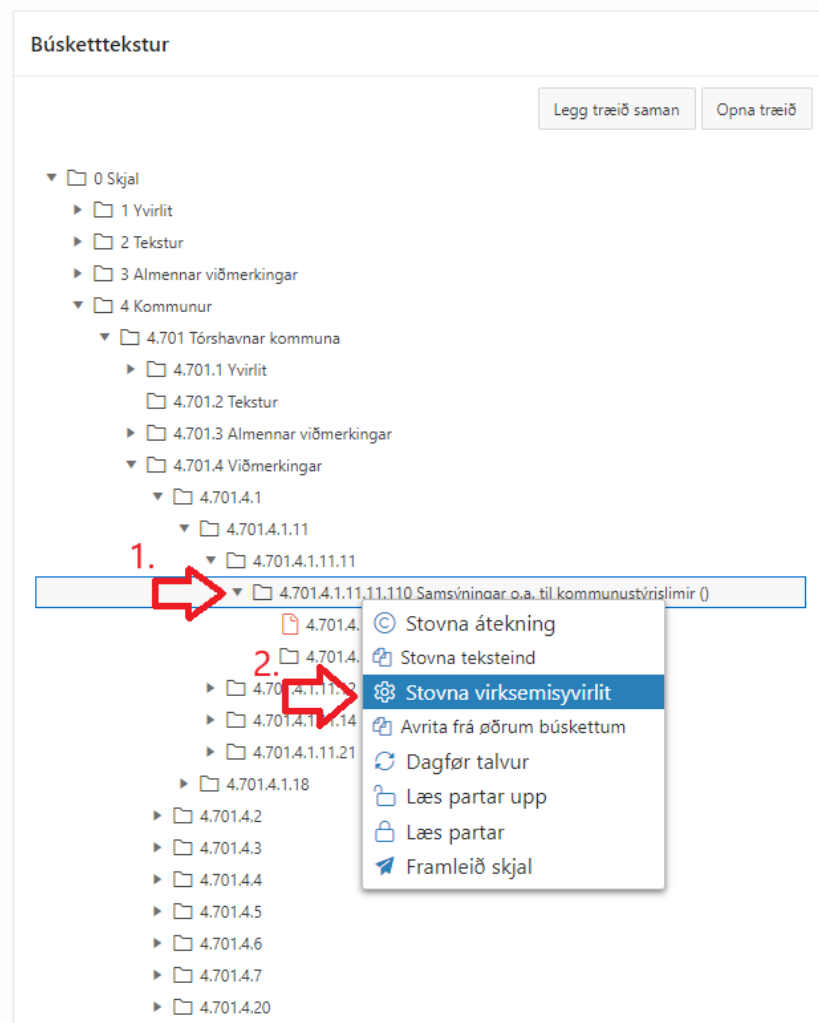 Búsketttekstur
Legg træið saman
Opna træið
0 Skjal
1 Yvirlit
2 Tekstur
3 Almennar viðmerkingar
4 Kommunur
4.701 Tórshavnar kommuna
4.701.1 Yvirlit
4.701.2 Tekstur
4.701.3 Almennar viðmerkingar
4.701.4 Viðmerkingar
4.701.4.1
4.701.4.1.11
1.
4.701.4.1.11.11
4.701.4.1.11.11.110 Samsýningar o.a. til kommunustýrislimir ()
4.701.4.
Stovna átekning
2.
4.701.4.
Stovna teksteind
Stovna virksemisyvirlit
4.701.4.1.11.14
Avrita frá øðrum búskettum
4.701.4.1.11.21
Dagfør talvur
4.701.4.1.18
Læs partar upp
4.701.4.2
Læs partar
4.701.4.3
Framleið skjal
4.701.4.4
4.701.4.5
4.701.4.6
4.701.4.7
4.701.4.20